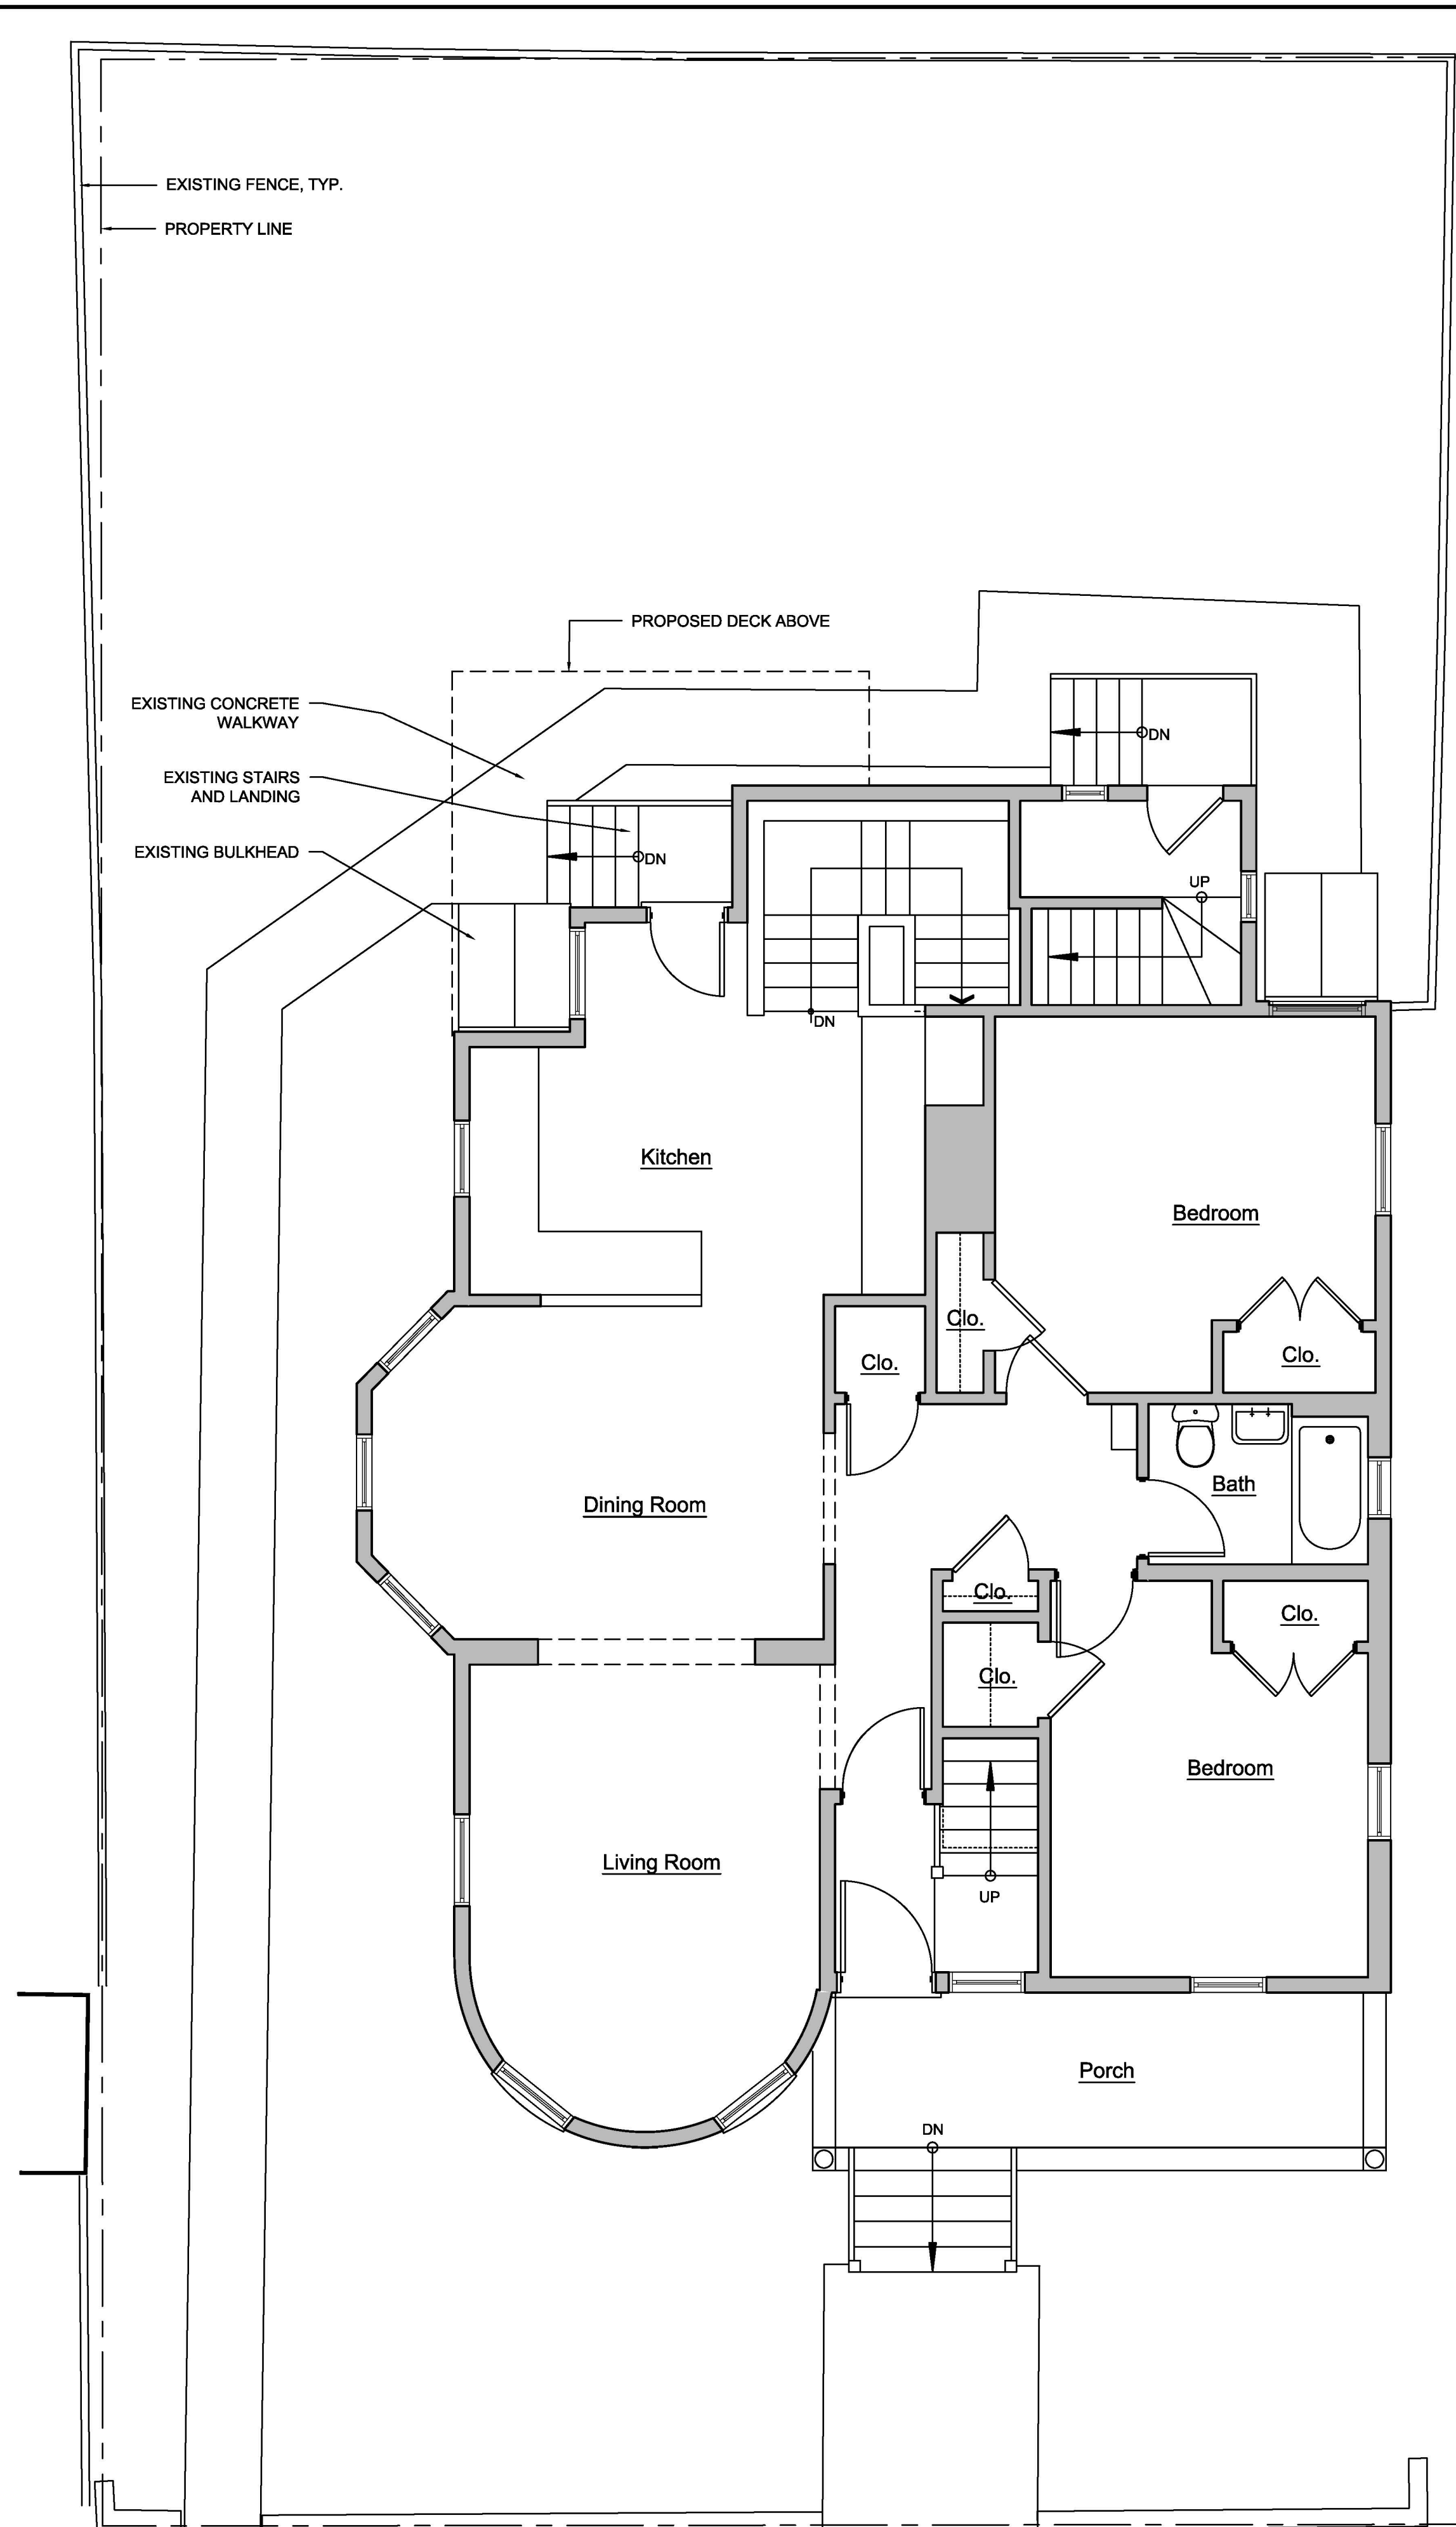 EXISTING FENCE, TYP.
PROPERTY LINE
PROPOSED DECK ABOVE
EXISTING CONCRETE
WALKWAY
DN
EXISTING STAIRS
AND LANDING
EXISTING BULKHEAD
DN
UP
DN
Kitchen
Bedroom
Clo.
Clo.
Clo.
Dining Room
Bath
Clo.
Clo.
Clo.
Bedroom
Living Room
UP
Porch
DN